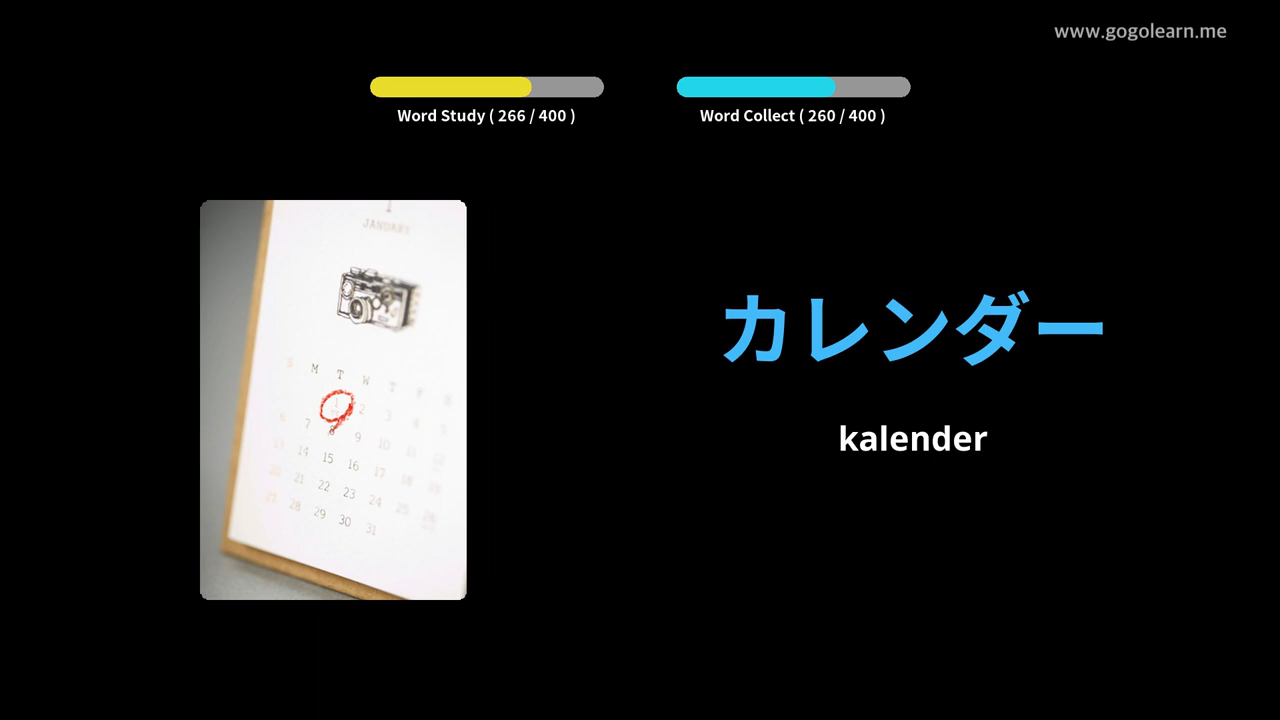 www.gogolearn.me
Word Study ( 266 / 400 )
Word Collect ( 260 / 400 )
JANUARY
カレンダー
kalender
S M T W T F
1 2 3 4 5
6 7 8 9 10 11
13 14 15 16 17 18
20 21 22 23 24 25 26
27 28 29 30 31